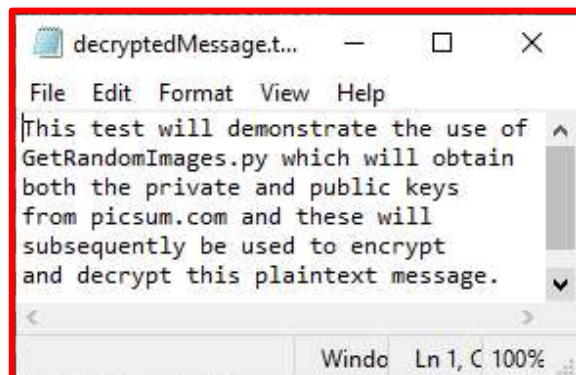 decryptedMessage.t...
File Edit Format View Help
This test will demonstrate the use of
GetRandomImages.py which will obtain
both the private and public keys
from picsum.com and these will
subsequently be used to encrypt
and decrypt this plaintext message.
Windo Ln 1, C 100%